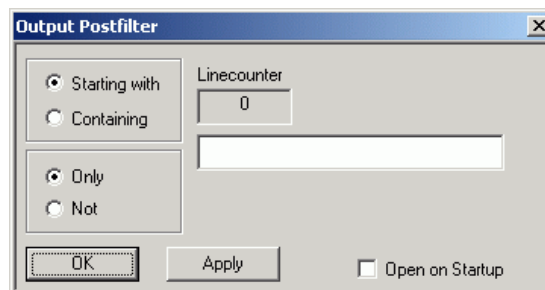 Output Postfilter
Starting with
Containing
Linecounter
0
Only
Not
OK
Apply
Open on Startup